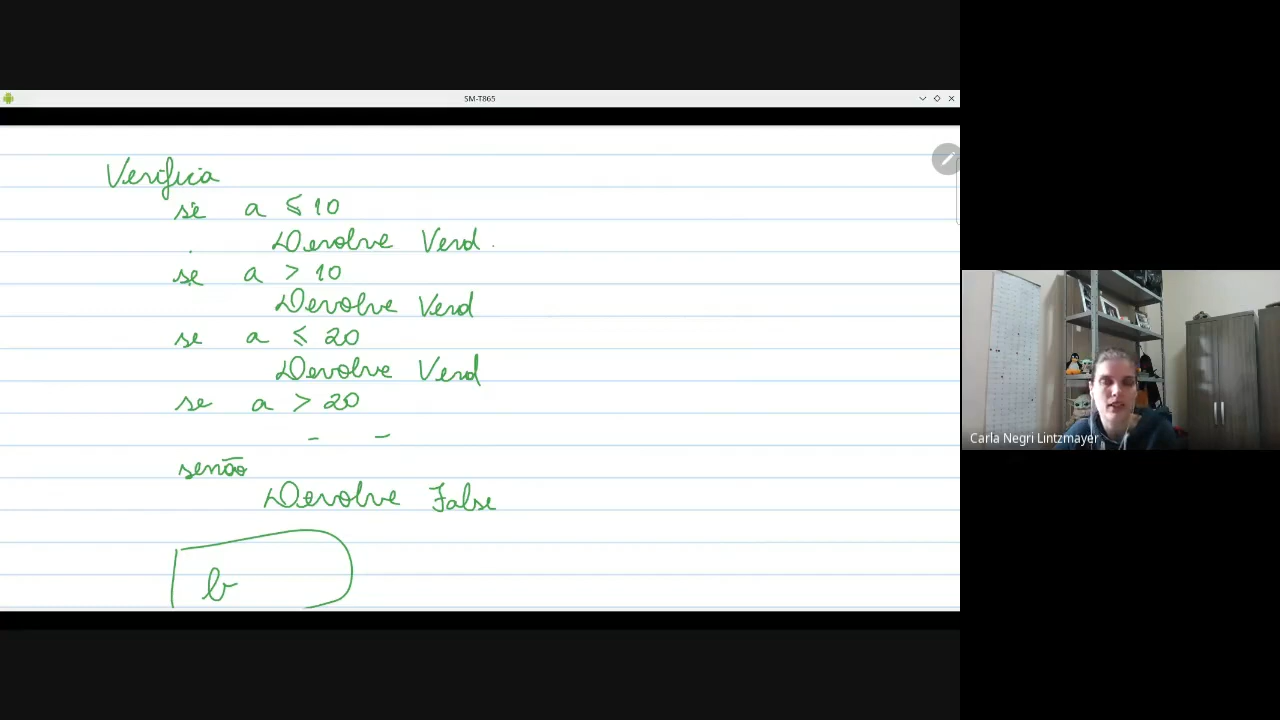 SM-T865
Verifica
se a ≤ 10
Devolve Verd.
se a > 10
Devolve Verd
se a ≤ 20
Devolve Verd
se a > 20
- -
senão
Devolve False
b
Carla Negri Lintzmayer